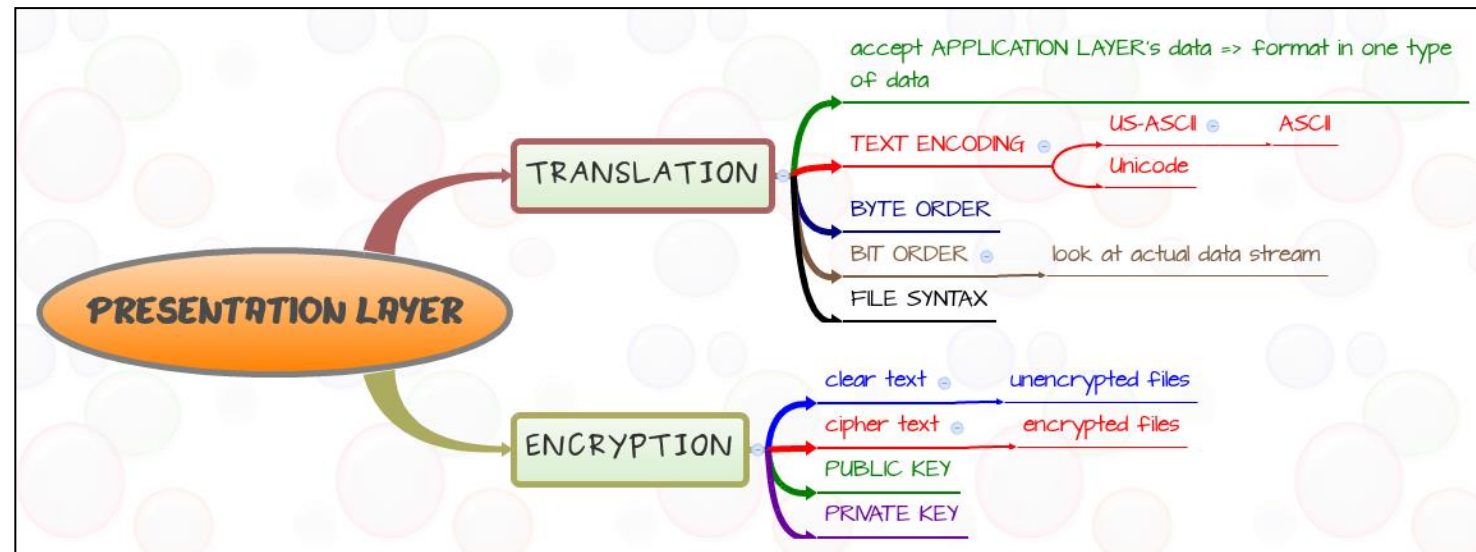 accept APPLICATION LAYER's data => format in one type
of data
TRANSLATION
TEXT ENCODING
US-ASCII
ASCII
Unicode
BYTE ORDER
BIT ORDER
look at actual data stream
FILE SYNTAX
PRESENTATION LAYER
ENCRYPTION
clear text
unencrypted files
cipher text
encrypted files
PUBLIC KEY
PRIVATE KEY